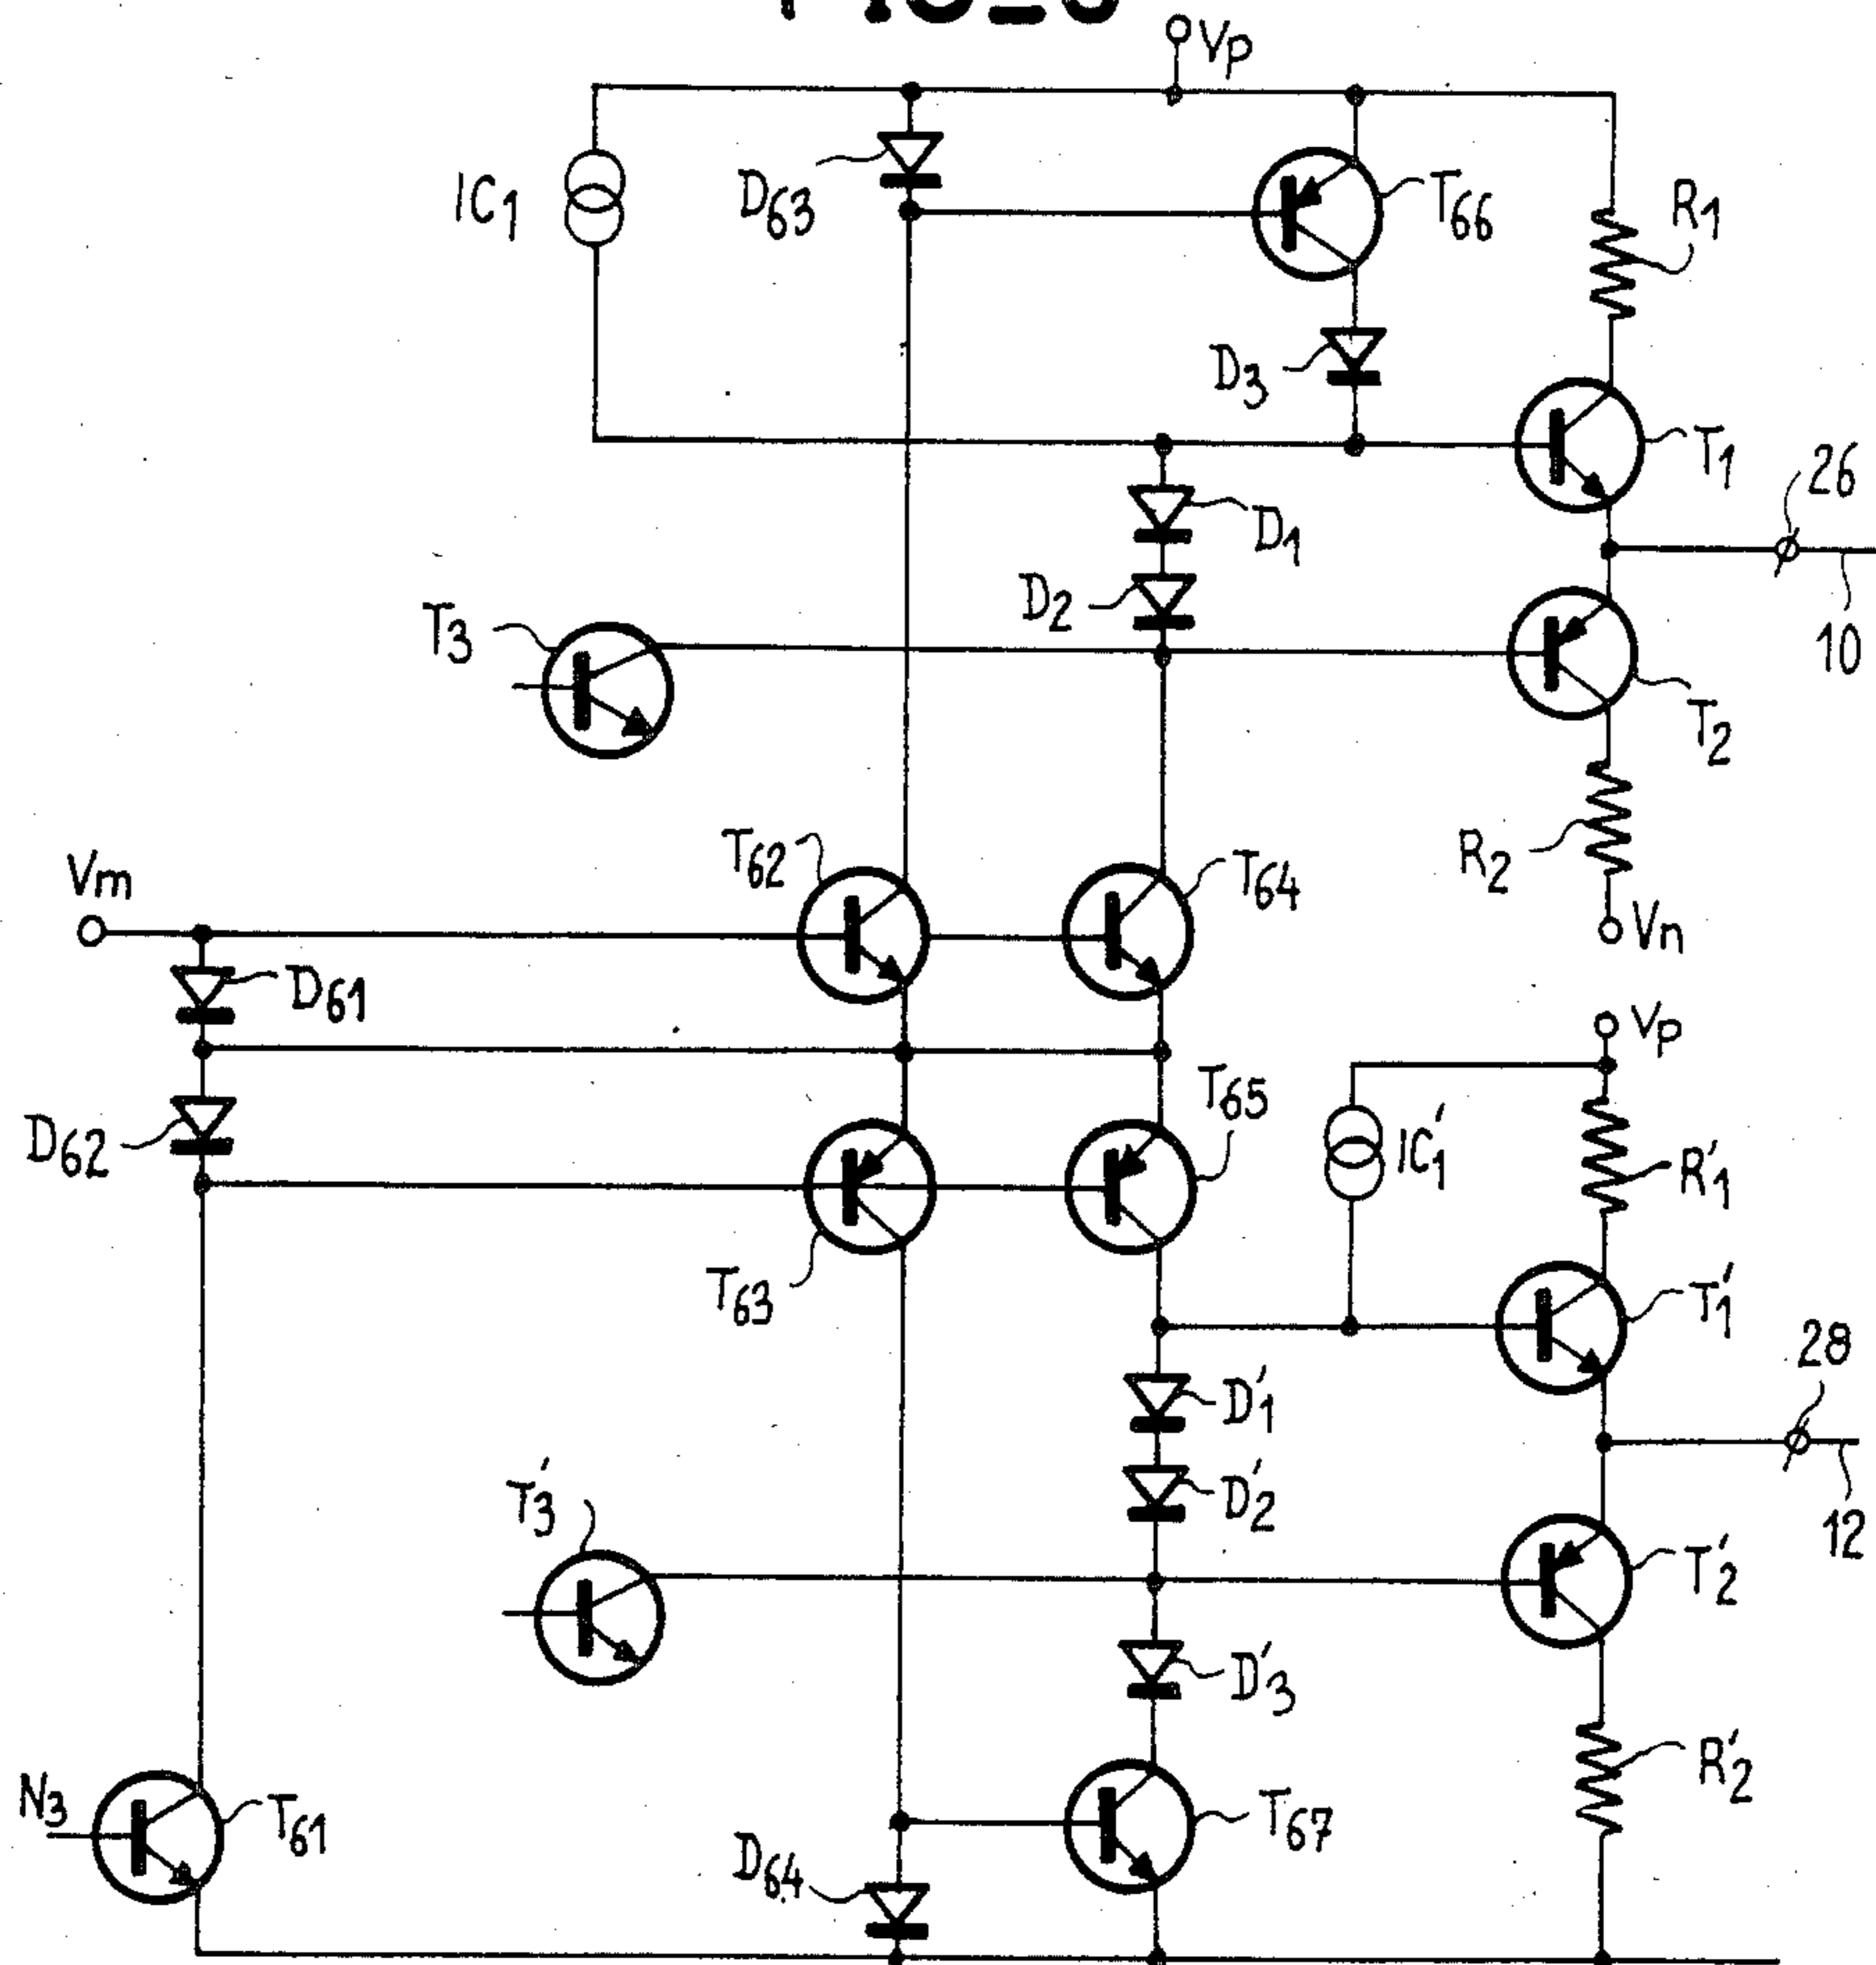 Vp
IC1
D63
T66
R1
D3
T1
26
D1
D2
T3
10
T2
T62
T64
R2
Vm
Vn
D61
Vp
T65
D62
IC'1
R'1
T63
T'1
28
D'1
T'3
D'2
12
T'2
D'3
R'2
N3
T61
T67
D64